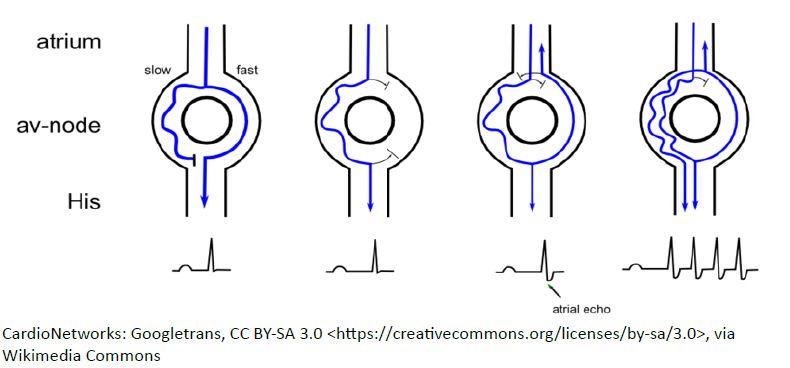 atrium
slow
fast
av-node
His
atrial echo
CardioNetworks: Googletrans, CC BY-SA 3.0 <https://creativecommons.org/licenses/by-sa/3.0>, via
Wikimedia Commons